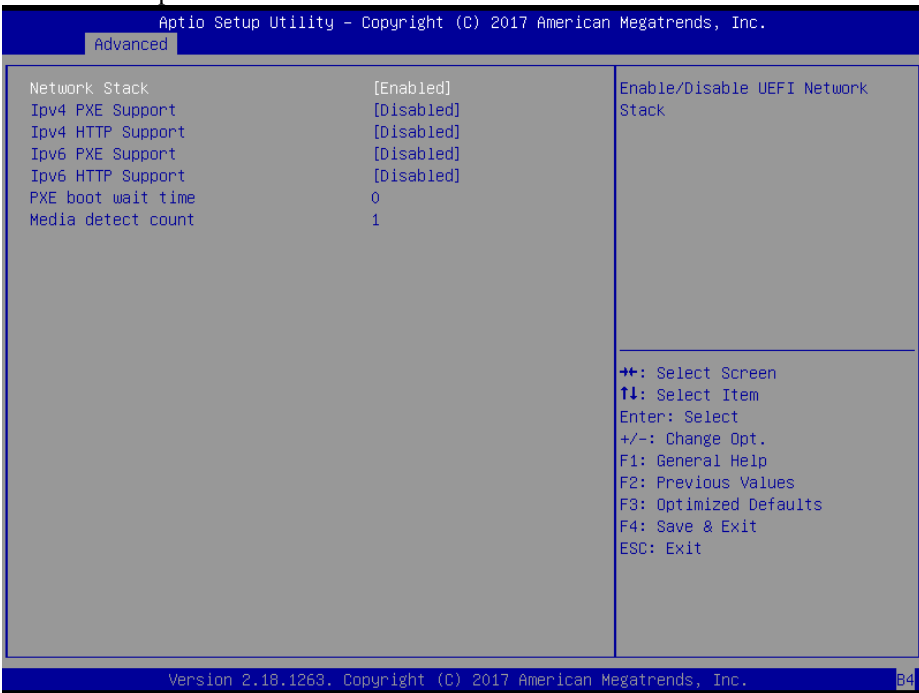 Aptio Setup Utility – Copyright (C) 2017 American Megatrends, Inc.
Advanced
Network Stack [Enabled]
Ipv4 PXE Support [Disabled]
Ipv4 HTTP Support [Disabled]
Ipv6 PXE Support [Disabled]
Ipv6 HTTP Support [Disabled]
PXE boot wait time 0
Media detect count 1
Enable/Disable UEFI Network
Stack
→←: Select Screen
↑↓: Select Item
Enter: Select
+/-: Change Opt.
F1: General Help
F2: Previous Values
F3: Optimized Defaults
F4: Save & Exit
ESC: Exit
Version 2.18.1263. Copyright (C) 2017 American Megatrends, Inc.
B4